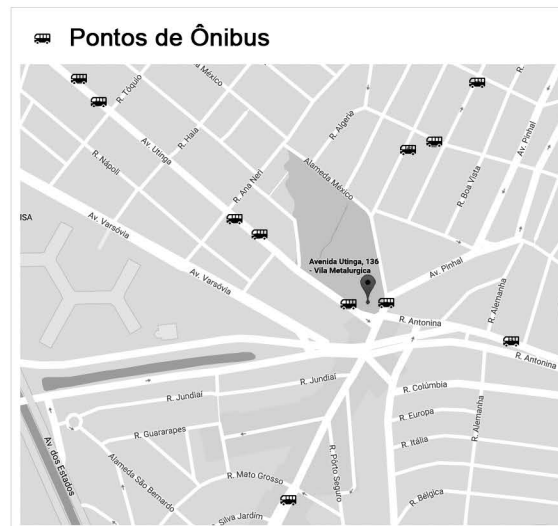 Pontos de Ônibus
R. Tóquio
Alameda México
R. Haia
Av. Utinga
R. Nápoli
R. Algeria
Av. Pinhal
Alameda México
R. Boa Vista
R. Ana Neri
Av. Varsóvia
Av. Varsóvia
Avenida Utinga, 136
- Vila Metalurgica
Av. Pinhal
R. Alemanha
R. Antonina
R. Antonina
R. Jundiaí
R. Jundiaí
R. Colúmbia
R. Europa
R. Alemanha
R. Guararapes
R. Itália
Av. dos Estados
Alameda São Bernardo
R. Mato Grosso
R. Pôrto Seguro
R. Bélgica
Silva Jardim